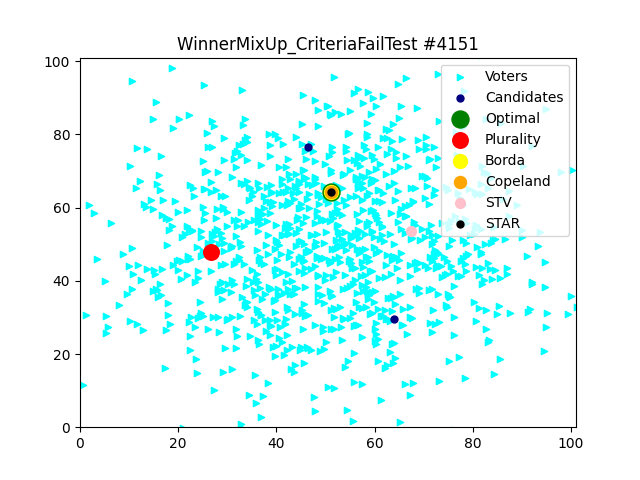 WinnerMixUp_CriteriaFailTest #4151
100
80
60
40
20
0
0
20
40
60
80
100
Voters
Candidates
Optimal
Plurality
Borda
Copeland
STV
STAR